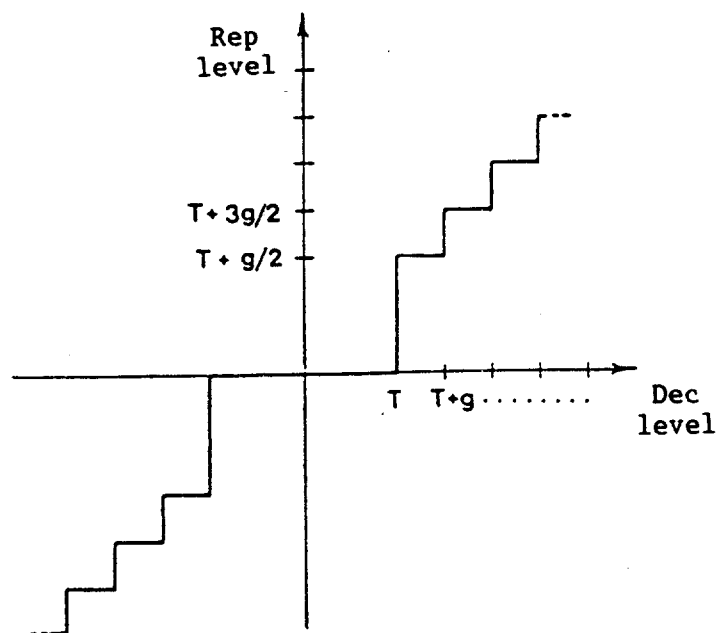 Rep
level
T + 3g/2
T + g/2
T T+g........
Dec
level